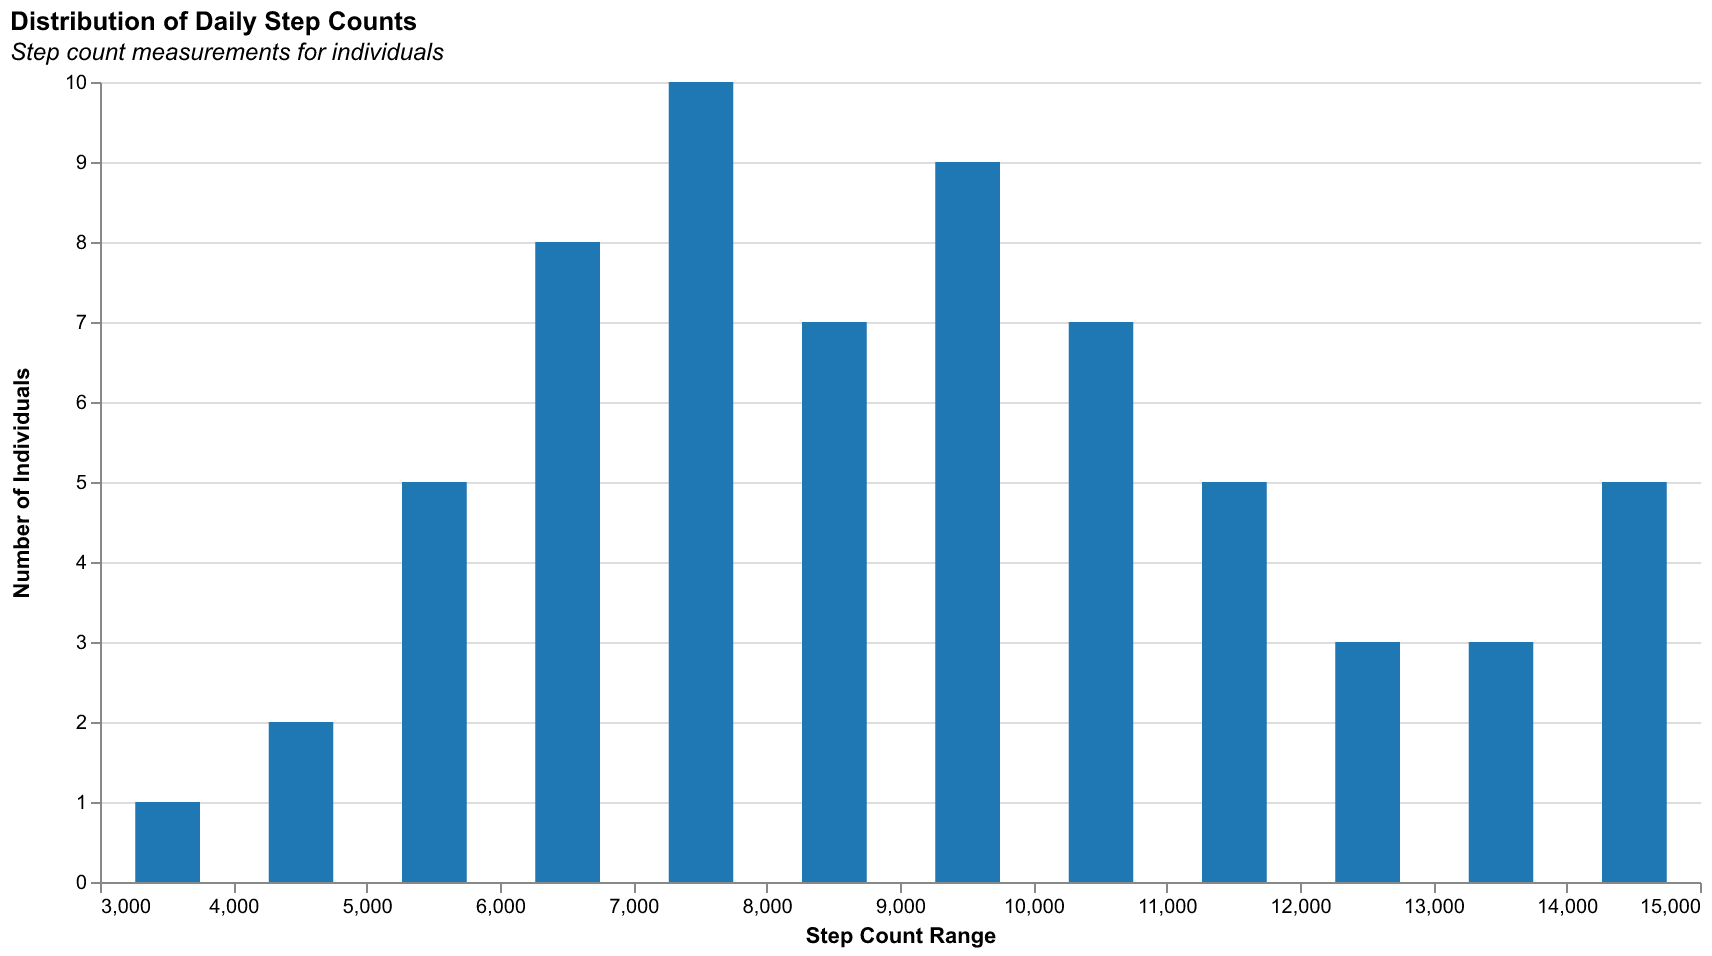 Distribution of Daily Step Counts
Step count measurements for individuals
10
9
8
7
6
5
4
3
2
1
0
Number of Individuals
3,000 4,000 5,000 6,000 7,000 8,000 9,000 10,000 11,000 12,000 13,000 14,000 15,000
Step Count Range